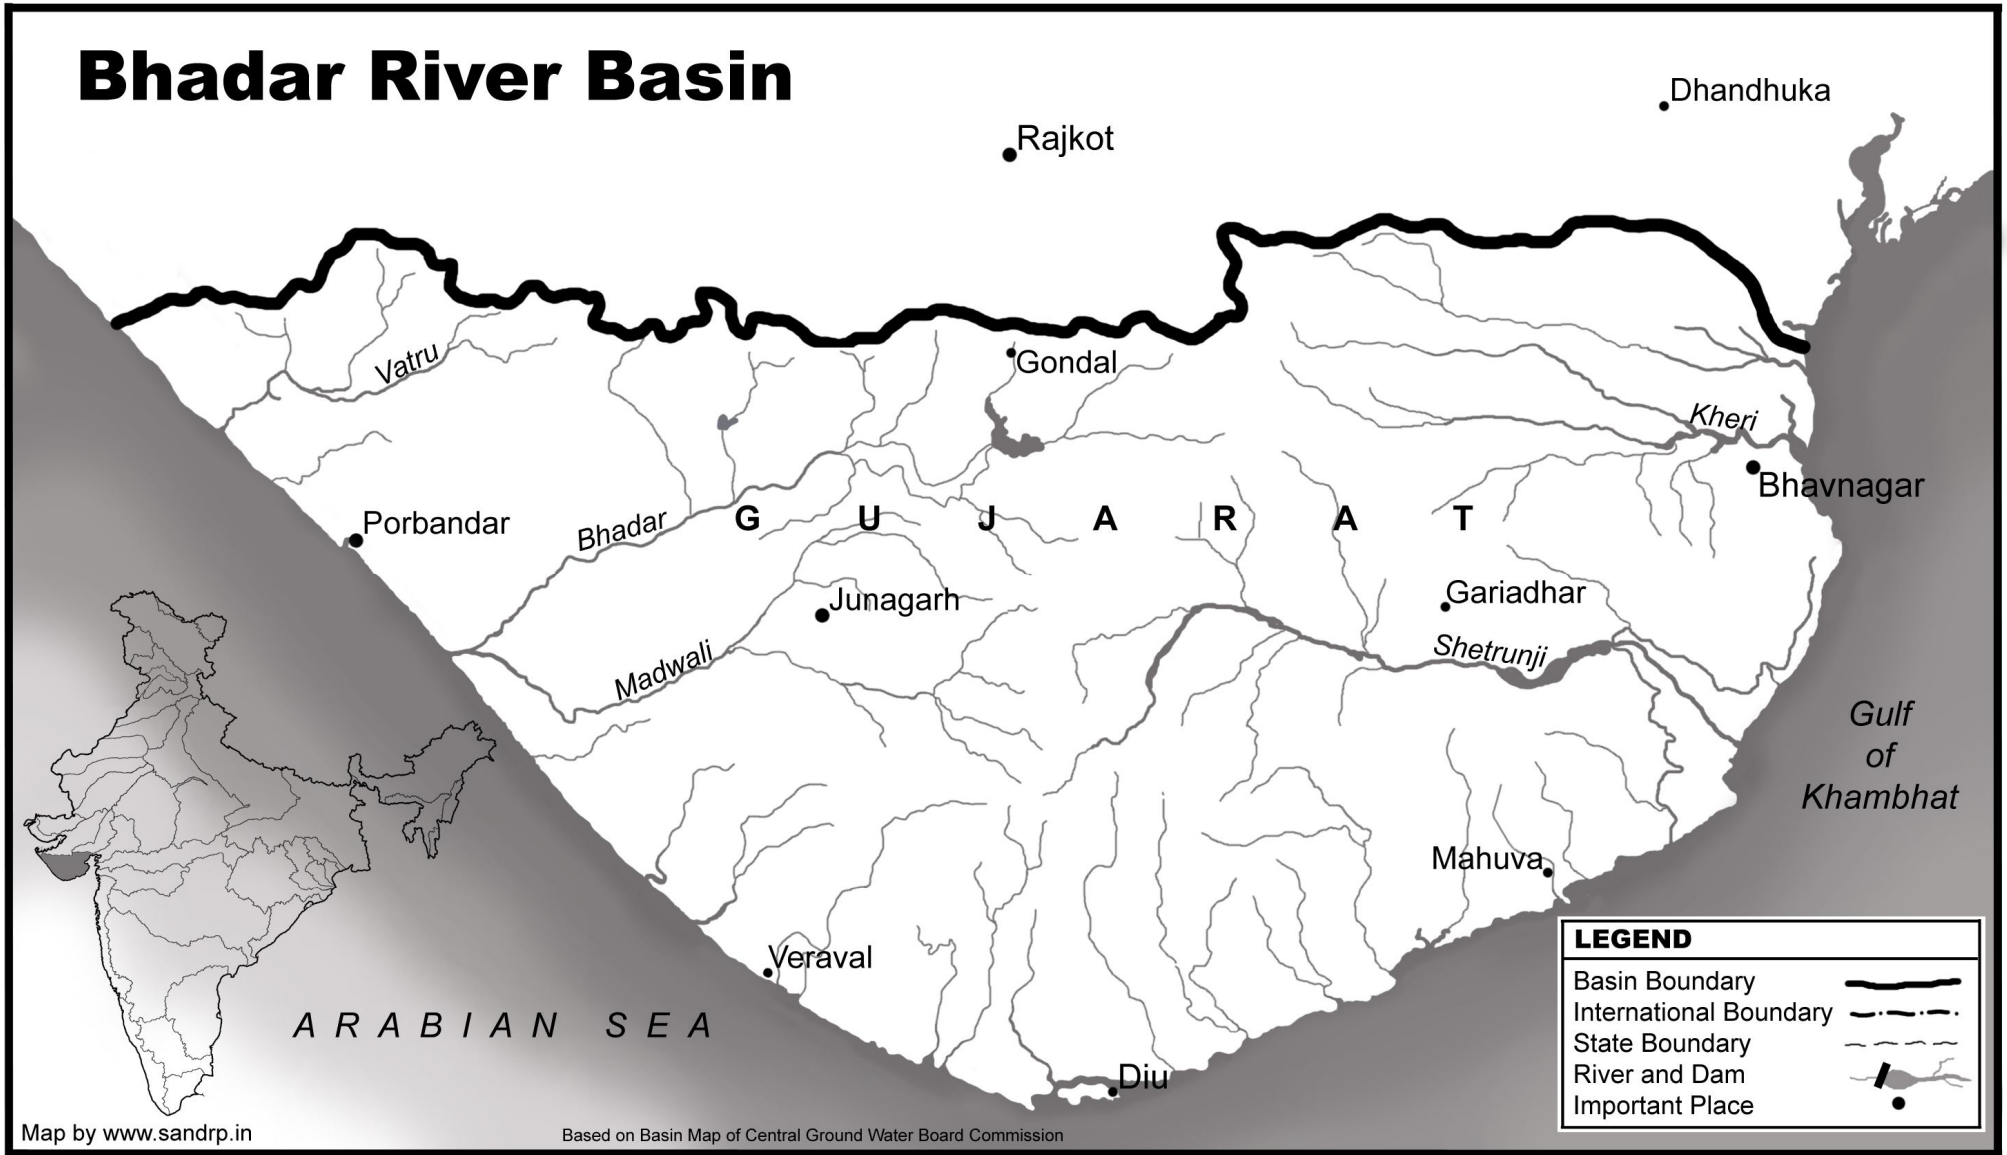 Bhadar River Basin
Dhandhuka
Rajkot
Vatru
Gondal
Kheri
Bhavnagar
Porbandar
Bhadar
G U J A R A T
Junagarh
Gariadhar
Madwali
Shetrunji
Gulf
of
Khambhat
Mahuva
Veraval
ARABIAN SEA
Diu
LEGEND
Basin Boundary
International Boundary
State Boundary
River and Dam
Important Place
Map by www.sandrp.in
Based on Basin Map of Central Ground Water Board Commission